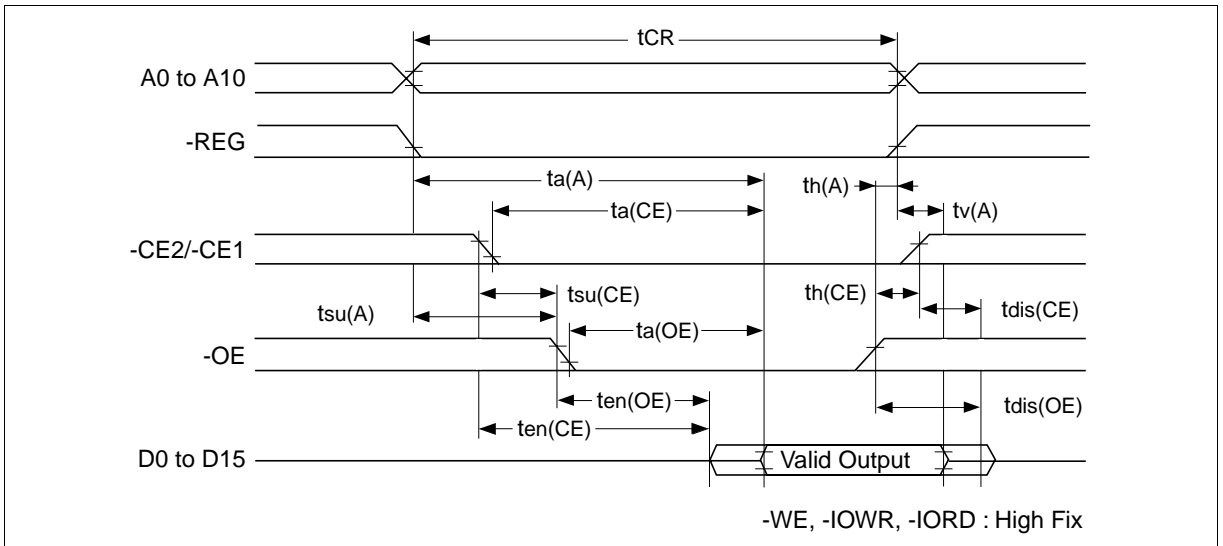 tCR
A0 to A10
-REG
ta(A)
th(A)
ta(CE)
tv(A)
-CE2/-CE1
tsu(CE)
th(CE)
tsu(A)
tdis(CE)
ta(OE)
-OE
ten(OE)
tdis(OE)
ten(CE)
D0 to D15
Valid Output
-WE, -IOWR, -IORD : High Fix